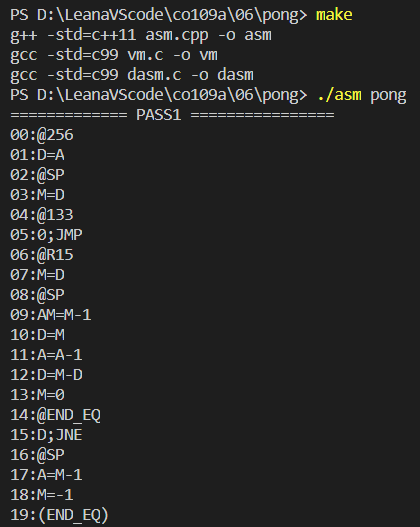 PS D:\LeanaVScode\co109a\06\pong> make
g++ -std=c++11 asm.cpp -o asm
gcc -std=c99 vm.c -o vm
gcc -std=c99 dasm.c -o dasm
PS D:\LeanaVScode\co109a\06\pong> ./asm pong
============= PASS1 ================
00:@256
01:D=A
02:@SP
03:M=D
04:@133
05:0;JMP
06:@R15
07:M=D
08:@SP
09:AM=M-1
10:D=M
11:A=A-1
12:D=M-D
13:M=0
14:@END_EQ
15:D;JNE
16:@SP
17:A=M-1
18:M=-1
19:(END_EQ)